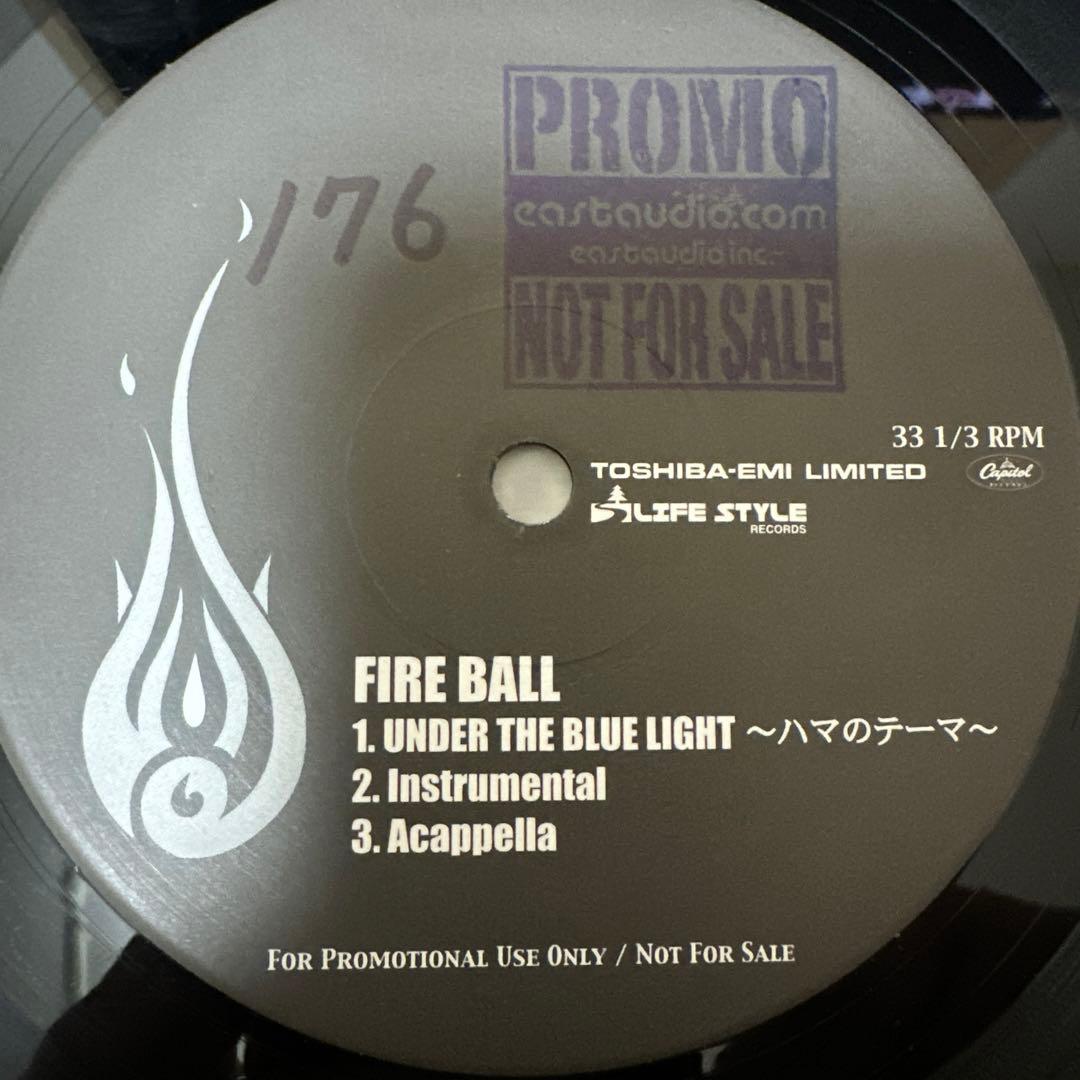 PROMO
eastaudio.com
eastaudio inc.
NOT FOR SALE
176
33 1/3 RPM
TOSHIBA-EMI LIMITED
Capitol
LIFE STYLE
RECORDS
FIRE BALL
1. UNDER THE BLUE LIGHT ～ハマのテーマ～
2. Instrumental
3. Acappella
FOR PROMOTIONAL USE ONLY / NOT FOR SALE